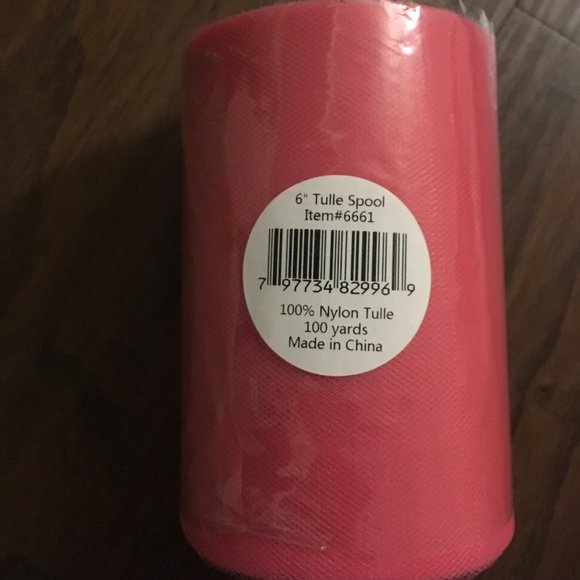 6" Tulle Spool
Item#6661
7 97734 82996 9
100% Nylon Tulle
100 yards
Made in China